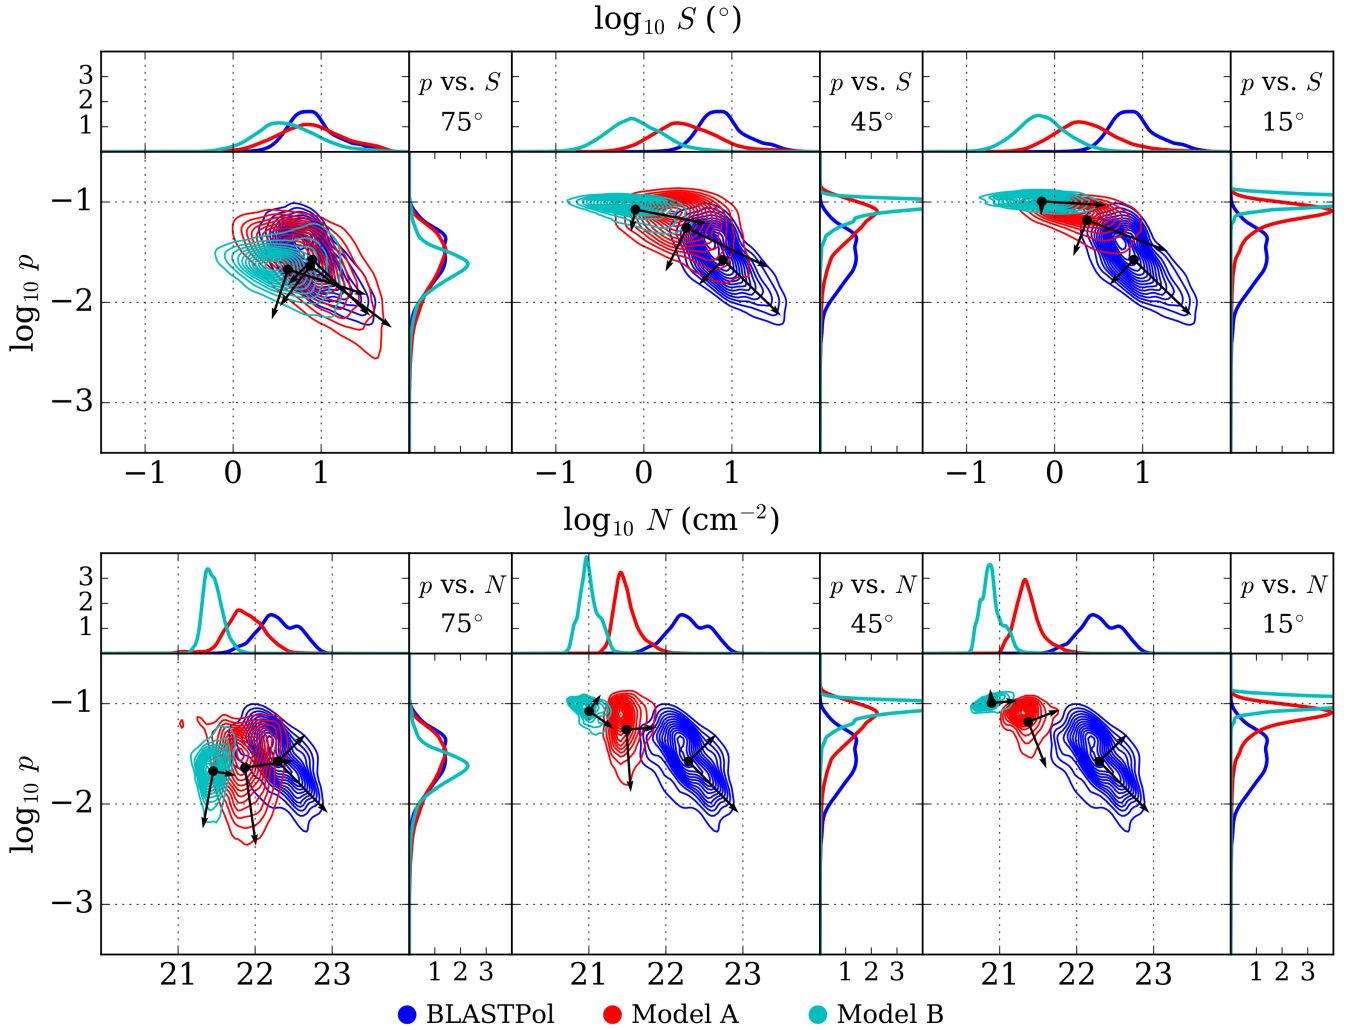 log₁₀ S (°)
3
2
1
p vs. S
75°
p vs. S
45°
p vs. S
15°
log₁₀ p
−1
−2
−3
−1 0 1
−1 0 1
−1 0 1
log₁₀ N (cm⁻²)
3
2
1
p vs. N
75°
p vs. N
45°
p vs. N
15°
log₁₀ p
−1
−2
−3
21 22 23 1 2 3
21 22 23 1 2 3
21 22 23 1 2 3
BLASTPol Model A Model B